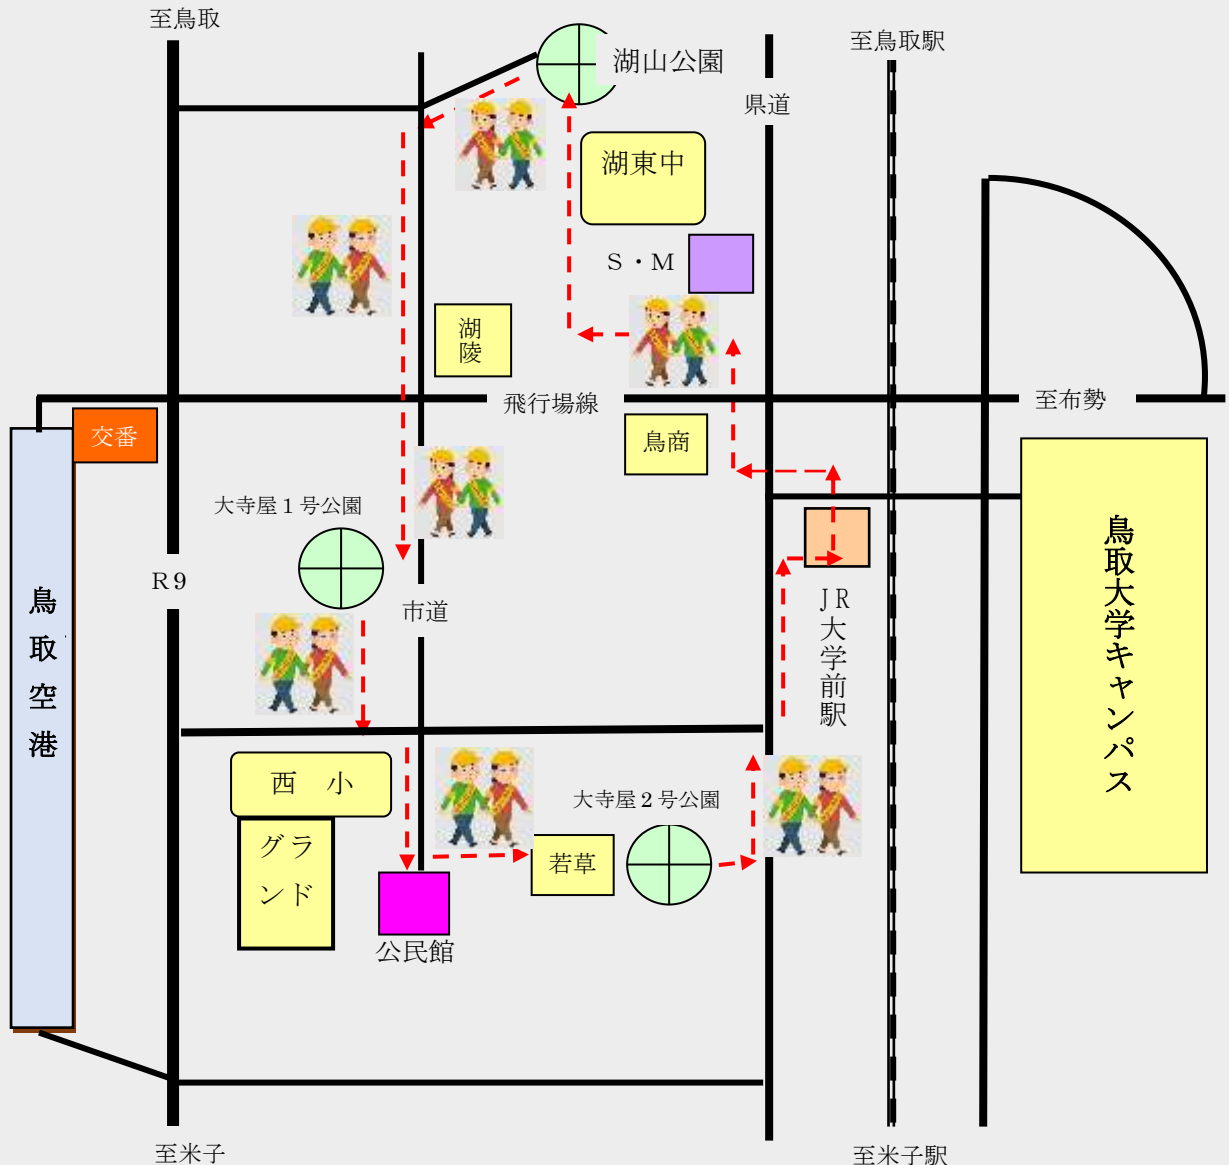 至鳥取
至鳥取駅
湖山公園
県道
湖東中
S・M
湖陵
飛行場線
至布勢
交番
鳥商
大寺屋1号公園
R9
市道
鳥取空港
JR大学前駅
鳥取大学キャンパス
西 小
大寺屋2号公園
グラ
ンド
若草
公民館
至米子
至米子駅